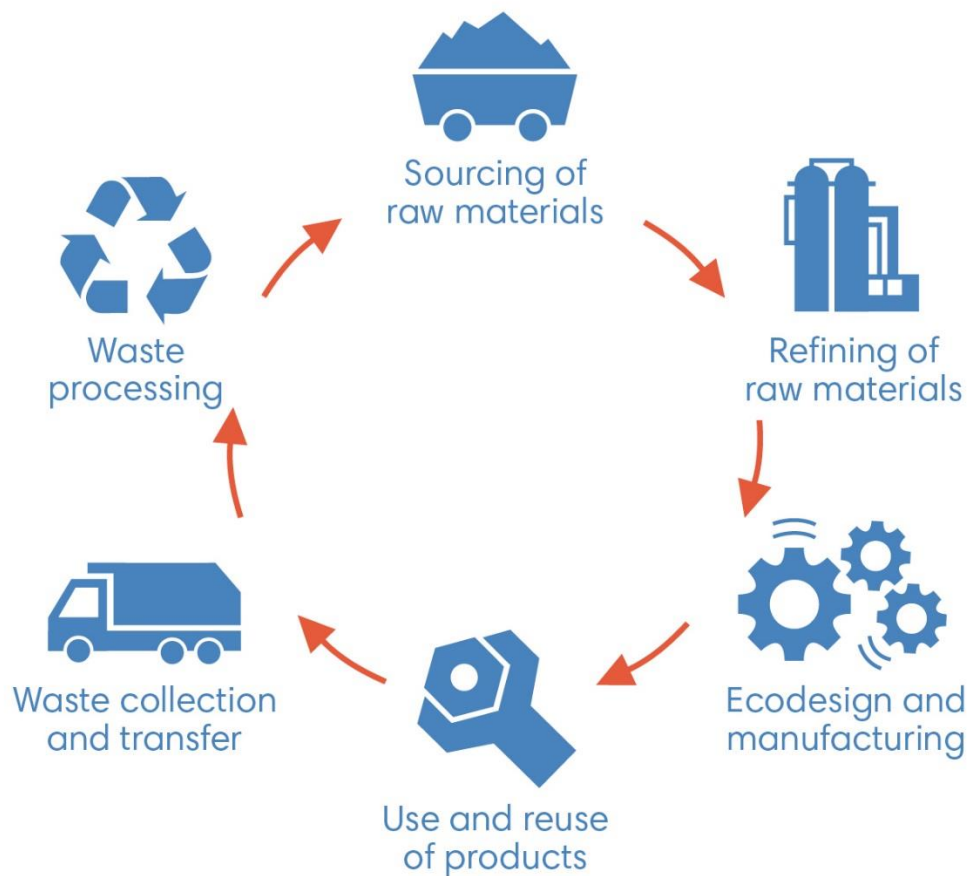 Sourcing of
raw materials
Refining of
raw materials
Ecodesign and
manufacturing
Use and reuse
of products
Waste collection
and transfer
Waste
processing